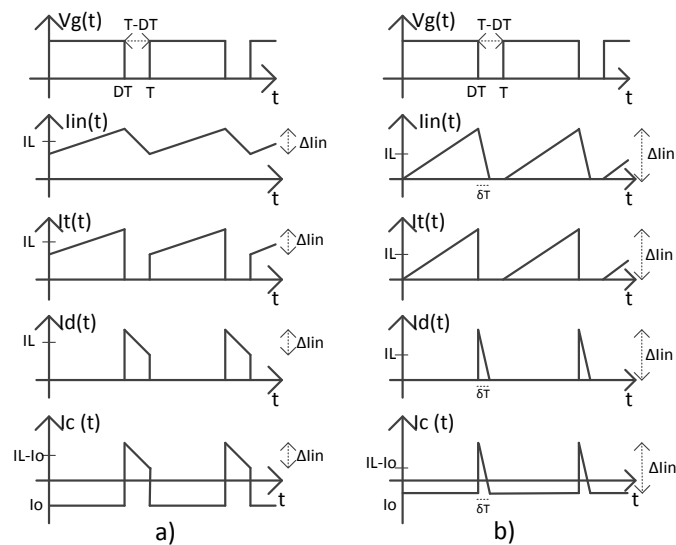 Vg(t)
T-DT
DT
T
t
Iin(t)
IL
ΔIin
t
It(t)
IL
ΔIin
t
Id(t)
IL
ΔIin
t
Ic (t)
IL-Io
ΔIin
Io
t
a)
Vg(t)
T-DT
DT
T
t
Iin(t)
IL
ΔIin
δT
t
It(t)
IL
ΔIin
t
Id(t)
IL
ΔIin
δT
t
Ic (t)
IL-Io
ΔIin
Io
δT
t
b)